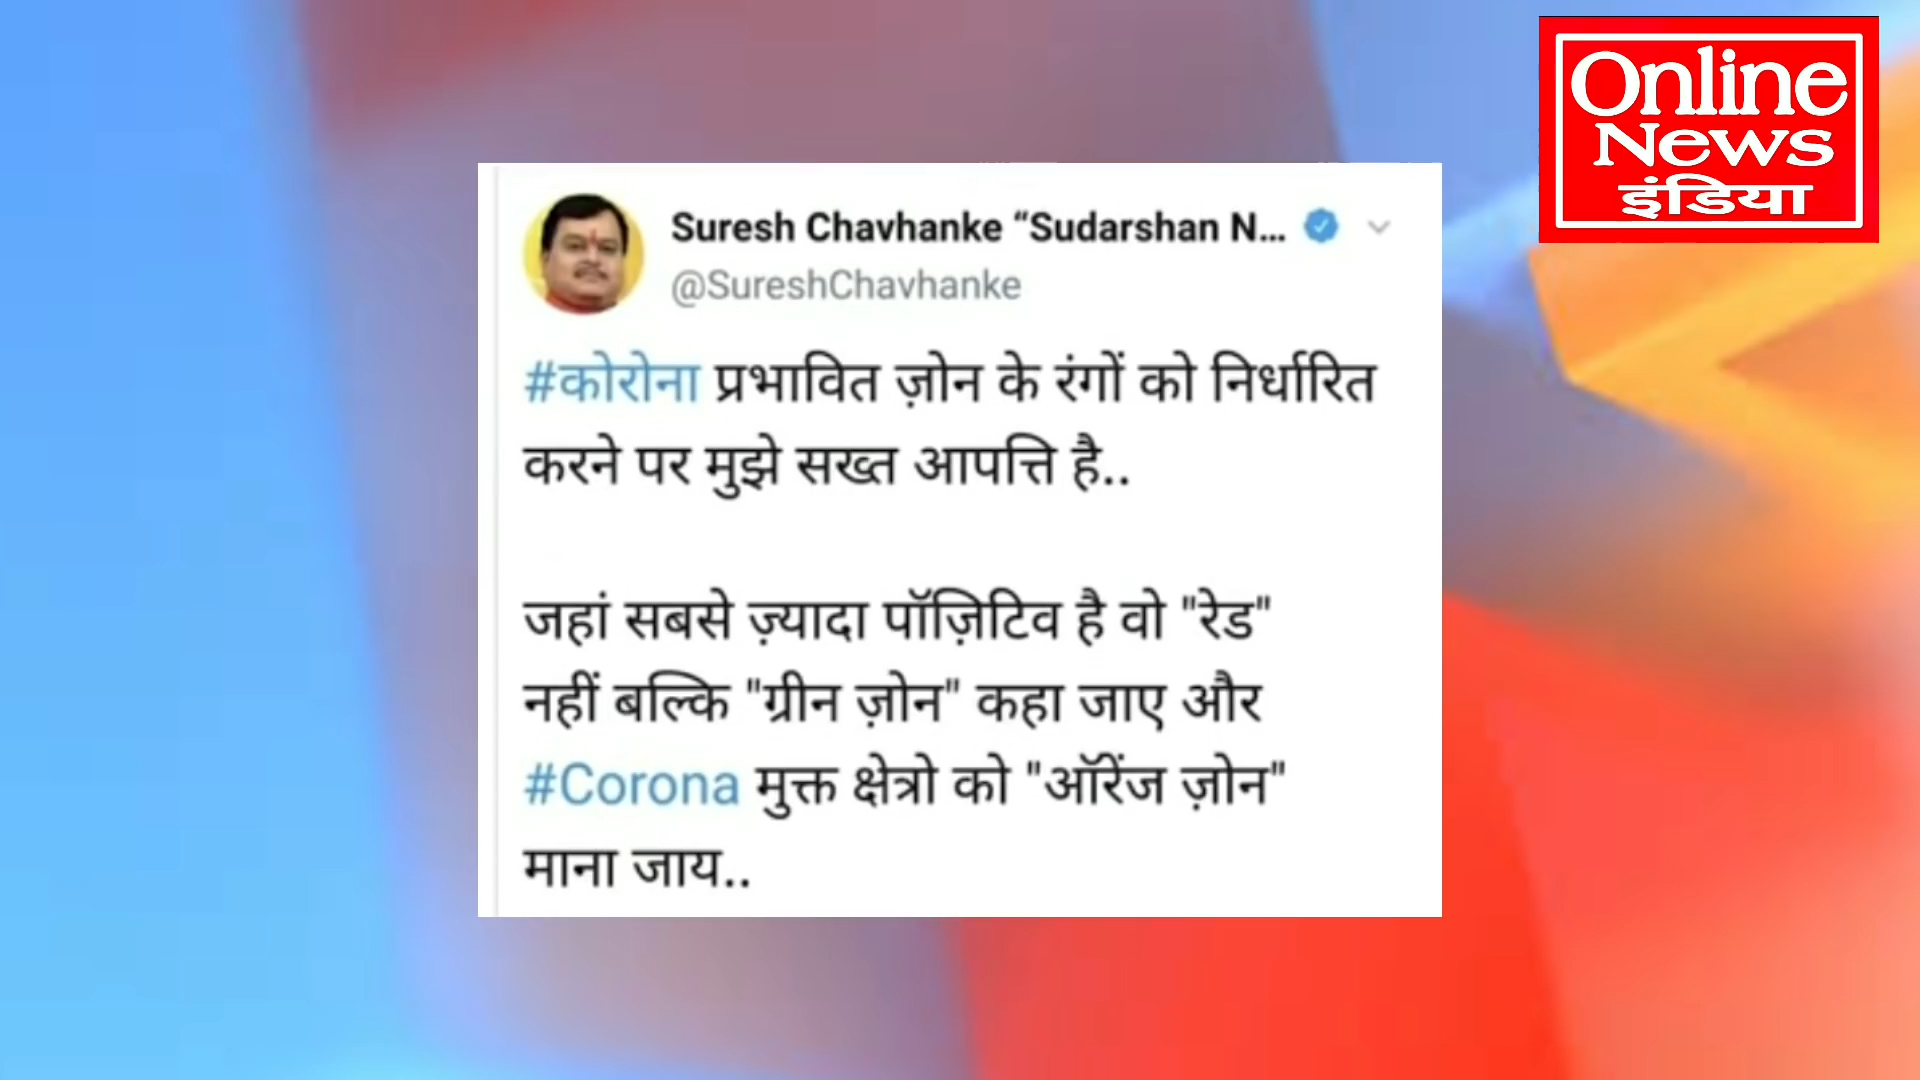 Online
News
इंडिया
Suresh Chavhanke “Sudarshan N...
@SureshChavhanke
#कोरोना प्रभावित ज़ोन के रंगों को निर्धारित
करने पर मुझे सख्त आपत्ति है..
जहां सबसे ज़्यादा पॉज़िटिव है वो "रेड"
नहीं बल्कि "ग्रीन ज़ोन" कहा जाए और
#Corona मुक्त क्षेत्रो को "ऑरेंज ज़ोन"
माना जाय..